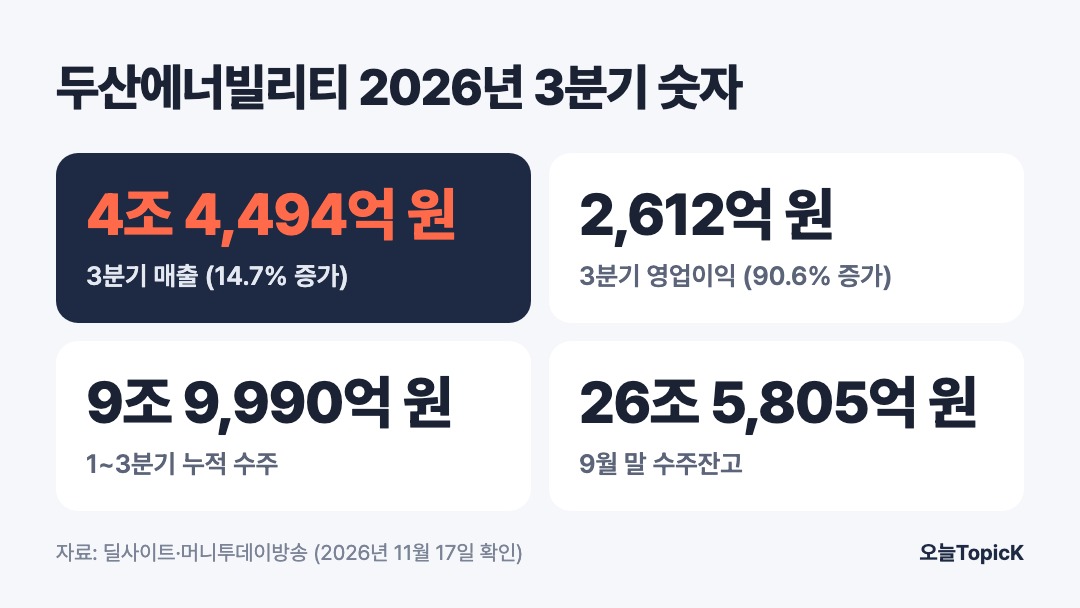 두산에너빌리티 2026년 3분기 숫자
4조 4,494억 원
3분기 매출 (14.7% 증가)
2,612억 원
3분기 영업이익 (90.6% 증가)
9조 9,990억 원
1~3분기 누적 수주
26조 5,805억 원
9월 말 수주잔고
자료: 딜사이트·머니투데이방송 (2026년 11월 17일 확인)
오늘TopicK